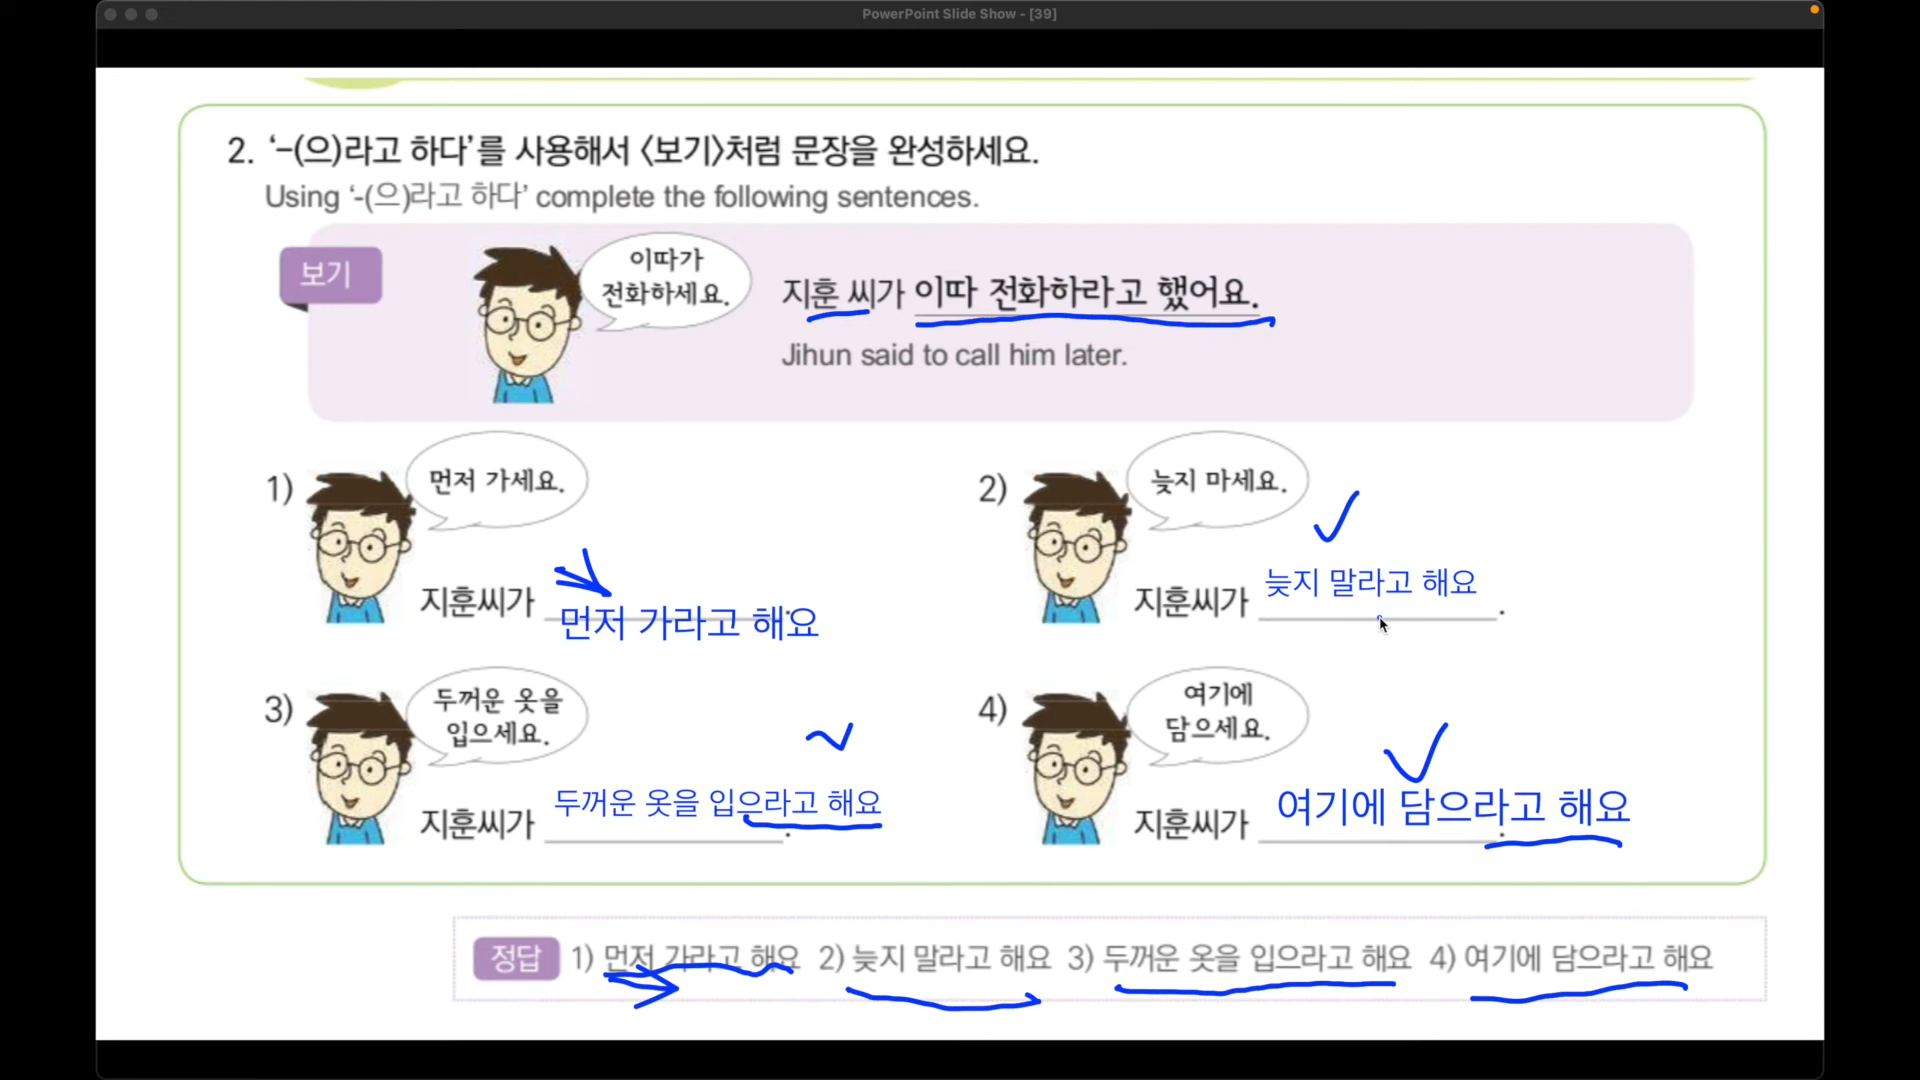 PowerPoint Slide Show - [39]
2. ‘-(으)라고 하다’를 사용해서 〈보기〉처럼 문장을 완성하세요.
Using ‘-(으)라고 하다’ complete the following sentences.
보기
이따가
전화하세요.
지훈 씨가 이따 전화하라고 했어요.
Jihun said to call him later.
1)
먼저 가세요.
지훈씨가 먼저 가라고 해요.
2)
늦지 마세요.
늦지 말라고 해요
지훈씨가 .
3)
두꺼운 옷을
입으세요.
두꺼운 옷을 입으라고 해요
지훈씨가 .
4)
여기에
담으세요.
여기에 담으라고 해요
지훈씨가 .
정답 1) 먼저 가라고 해요 2) 늦지 말라고 해요 3) 두꺼운 옷을 입으라고 해요 4) 여기에 담으라고 해요